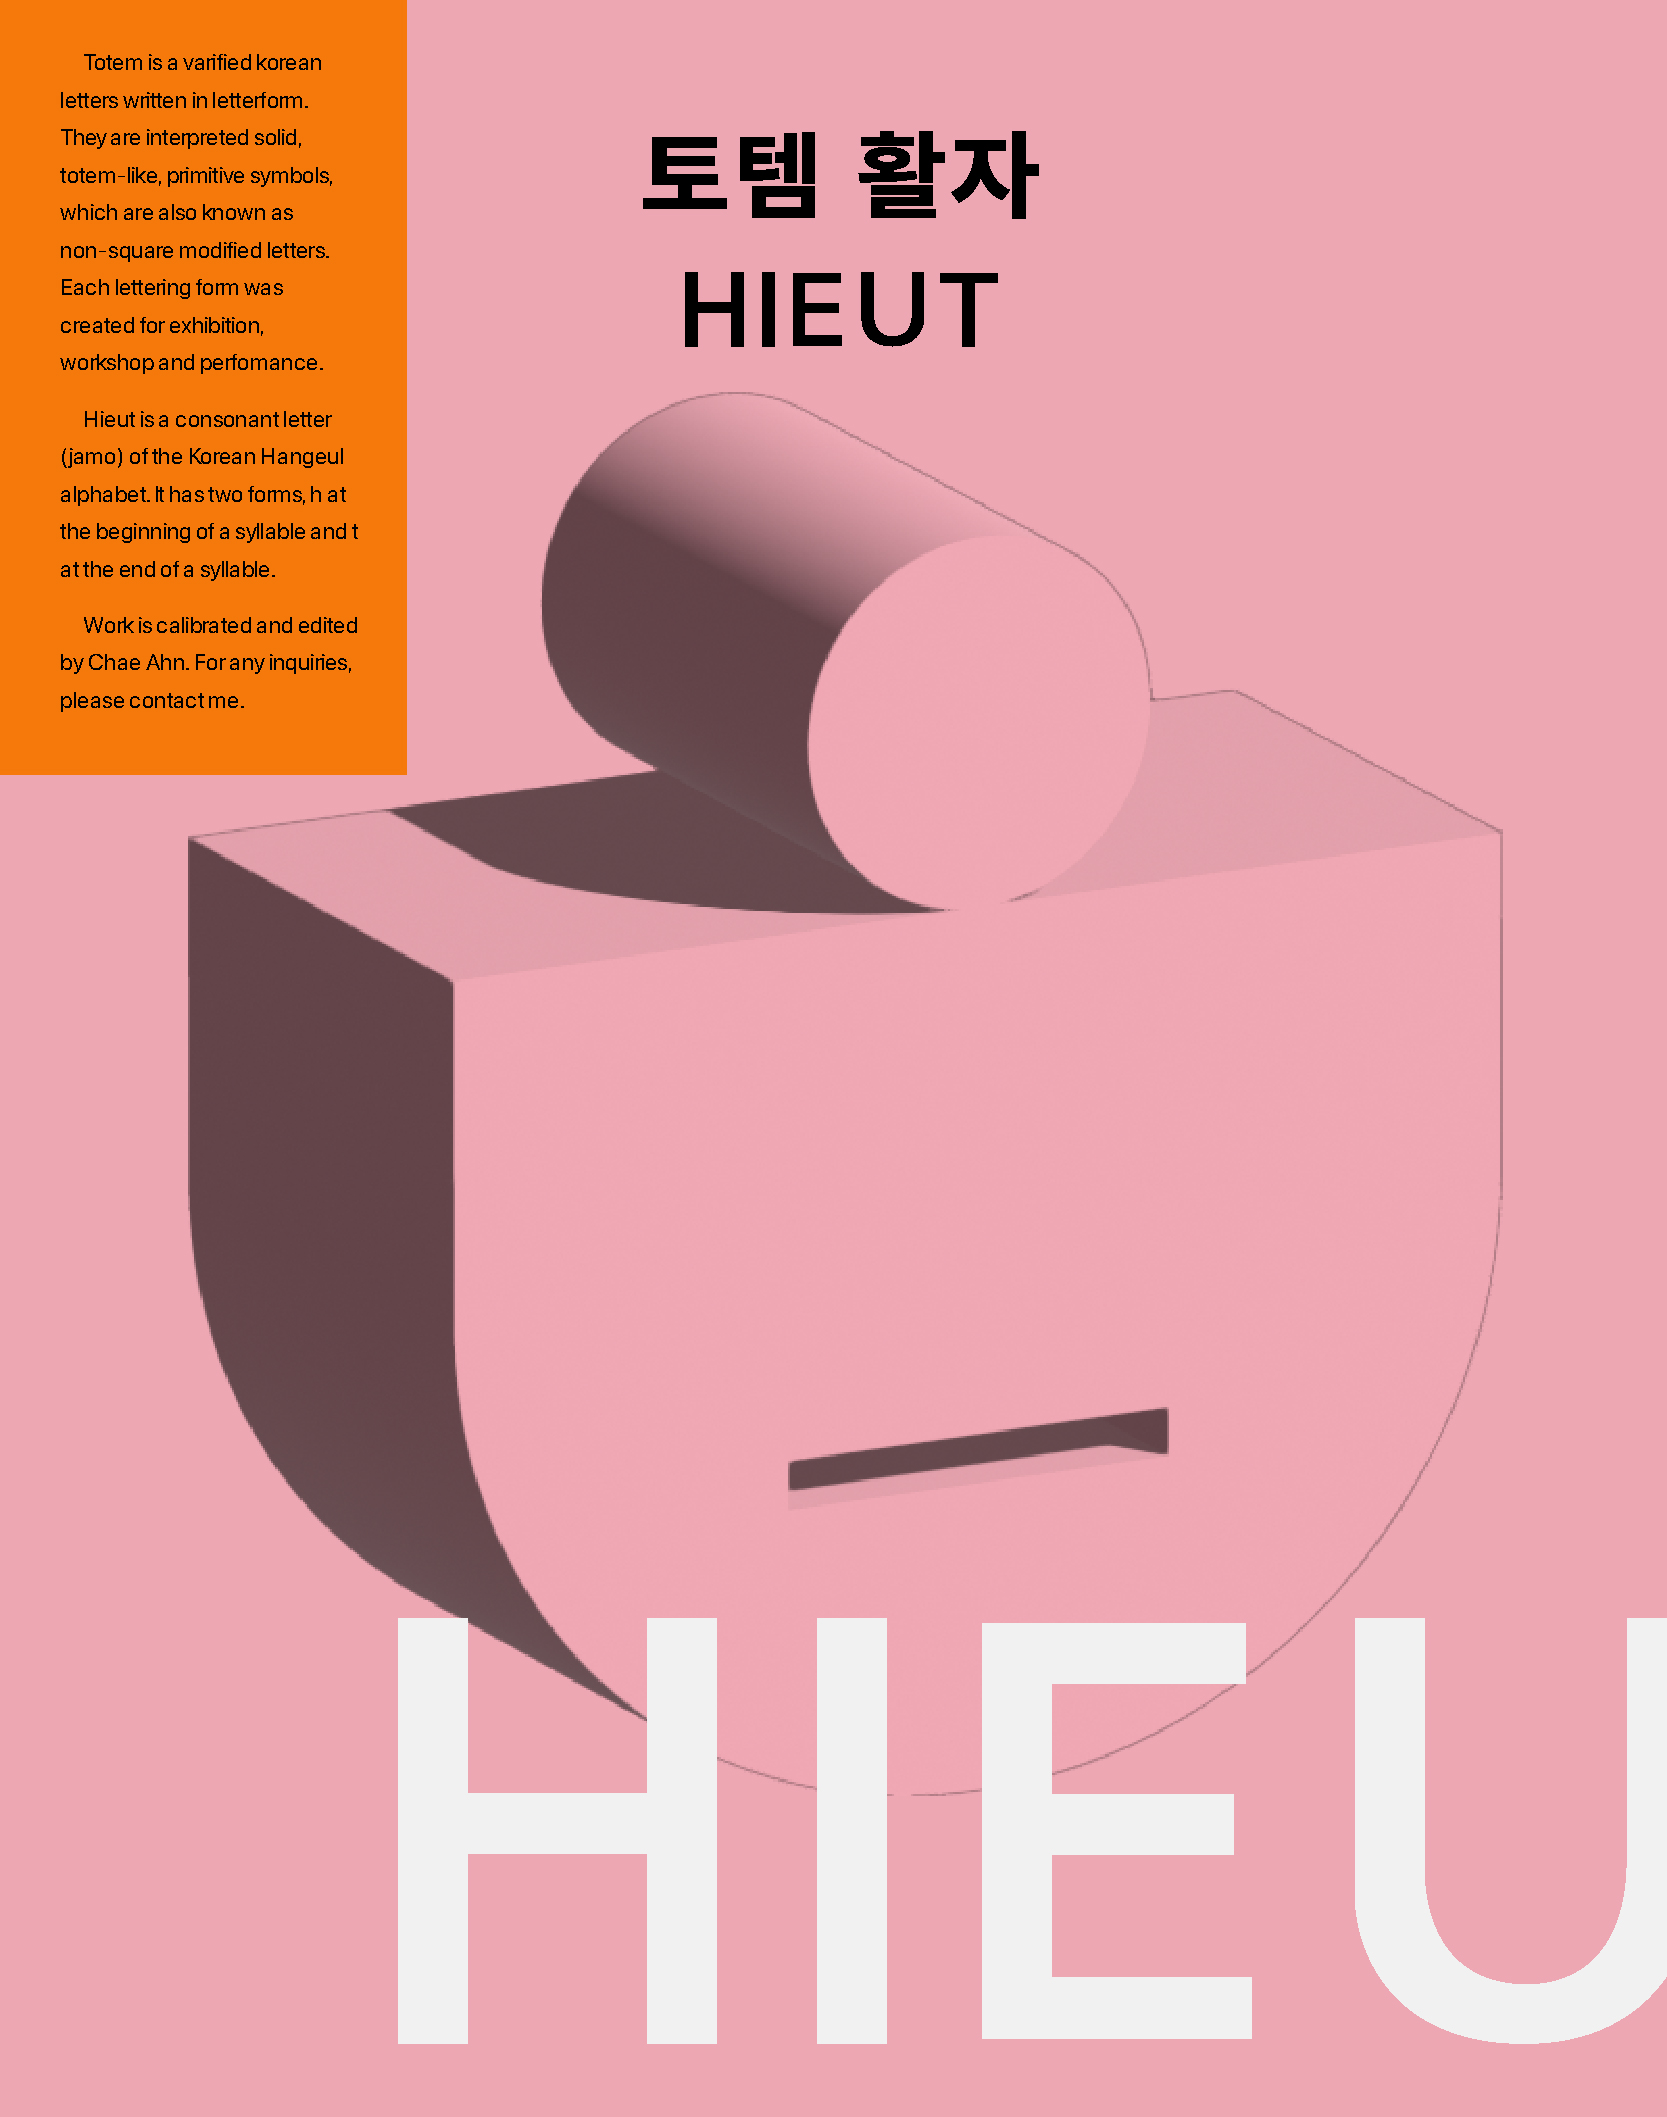 Totem is a varified korean
letters written in letterform.
They are interpreted solid,
totem-like, primitive symbols,
which are also known as
non-square modified letters.
Each lettering form was
created for exhibition,
workshop and perfomance.
Hieut is a consonant letter
(jamo) of the Korean Hangeul
alphabet. It has two forms, h at
the beginning of a syllable and t
at the end of a syllable.
Work is calibrated and edited
by Chae Ahn. For any inquiries,
please contact me.
토템 활자
HIEUT
HIEU